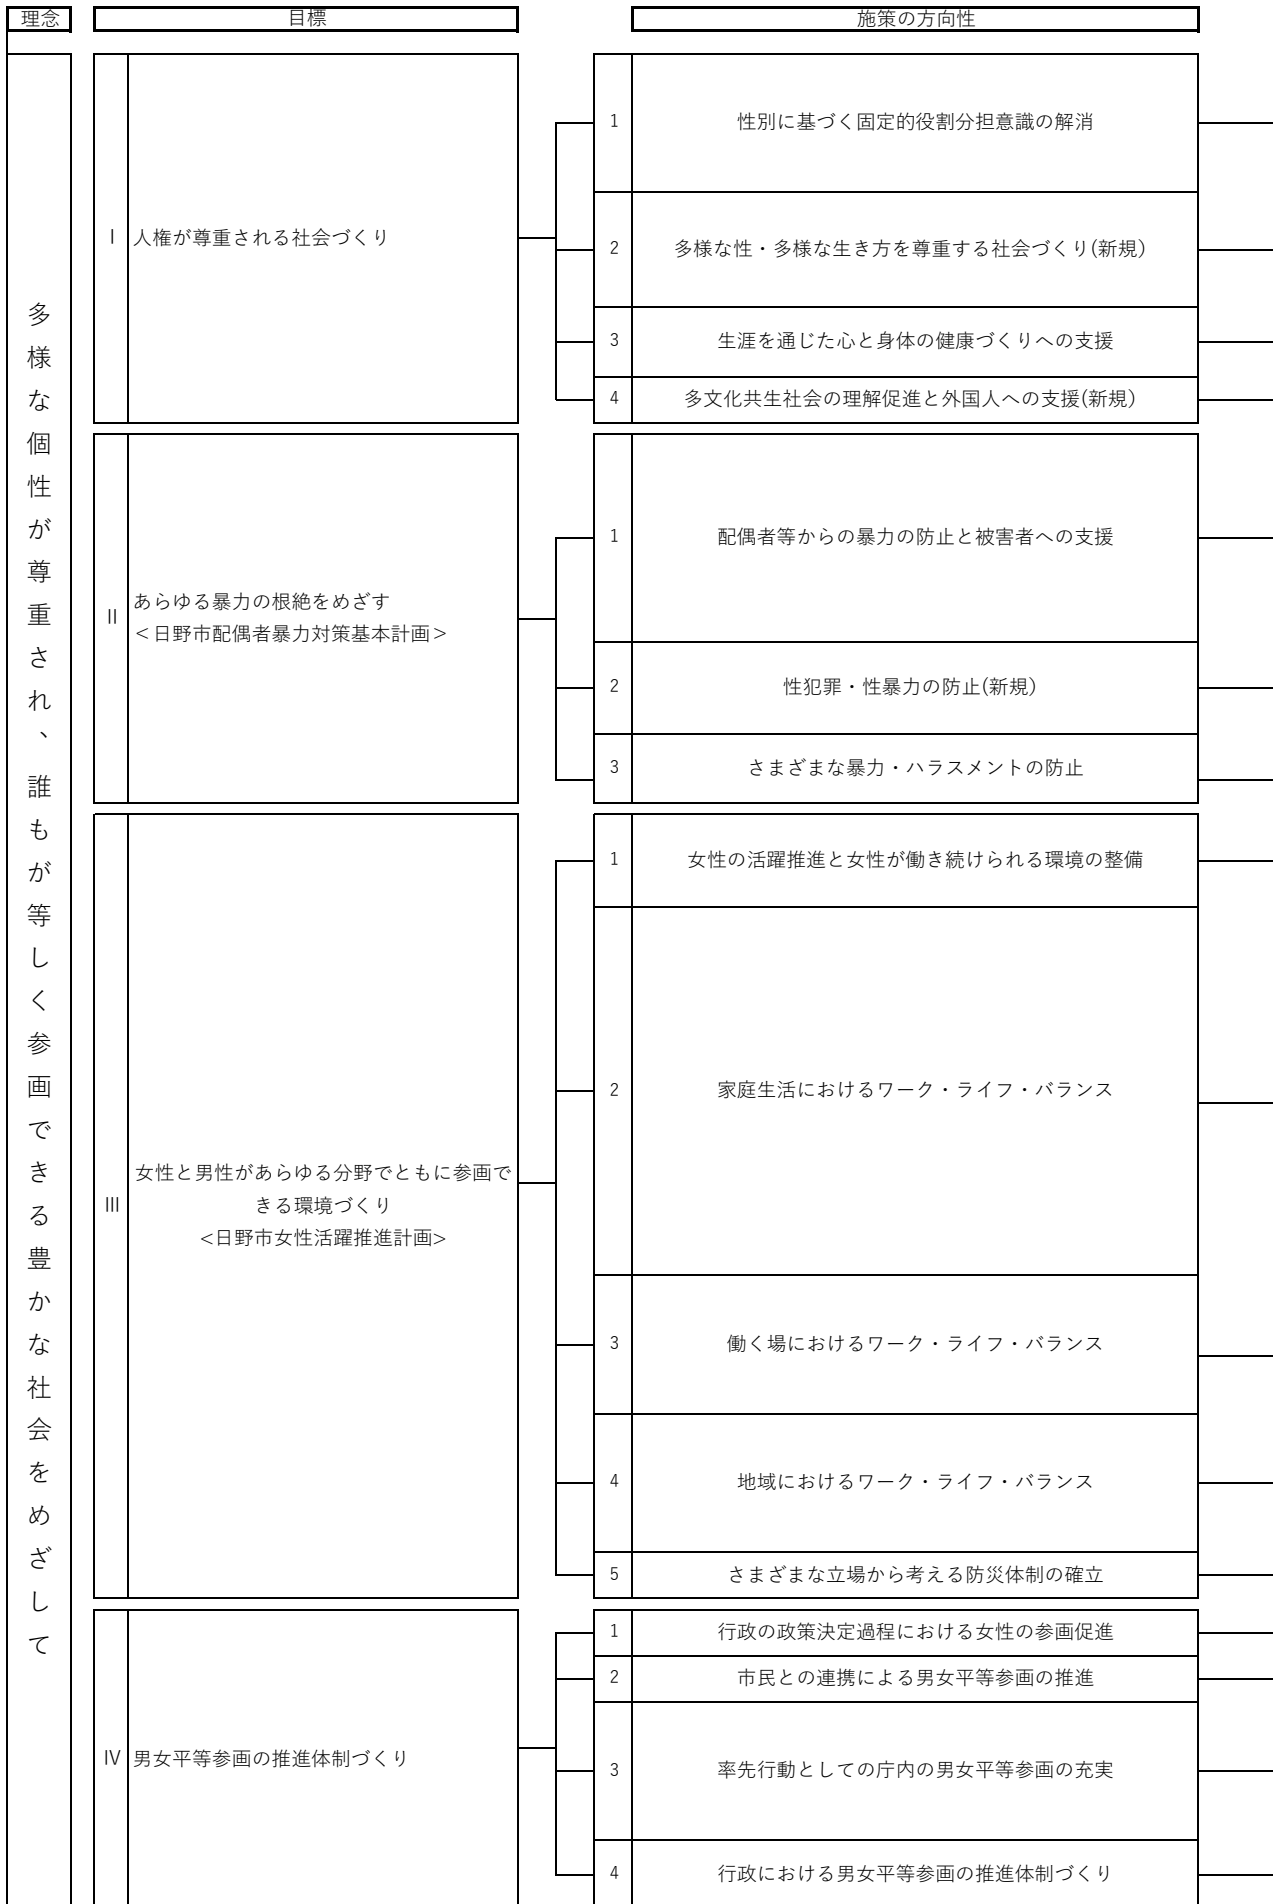 理念
目標
施策の方向性
多様な個性が尊重され、誰もが等しく参画できる豊かな社会をめざして
Ⅰ
人権が尊重される社会づくり
1
性別に基づく固定的役割分担意識の解消
2
多様な性・多様な生き方を尊重する社会づくり(新規)
3
生涯を通じた心と身体の健康づくりへの支援
4
多文化共生社会の理解促進と外国人への支援(新規)
Ⅱ
あらゆる暴力の根絶をめざす
＜日野市配偶者暴力対策基本計画＞
1
配偶者等からの暴力の防止と被害者への支援
2
性犯罪・性暴力の防止(新規)
3
さまざまな暴力・ハラスメントの防止
Ⅲ
女性と男性があらゆる分野でともに参画で
きる環境づくり
<日野市女性活躍推進計画>
1
女性の活躍推進と女性が働き続けられる環境の整備
2
家庭生活におけるワーク・ライフ・バランス
3
働く場におけるワーク・ライフ・バランス
4
地域におけるワーク・ライフ・バランス
5
さまざまな立場から考える防災体制の確立
Ⅳ
男女平等参画の推進体制づくり
1
行政の政策決定過程における女性の参画促進
2
市民との連携による男女平等参画の推進
3
率先行動としての庁内の男女平等参画の充実
4
行政における男女平等参画の推進体制づくり